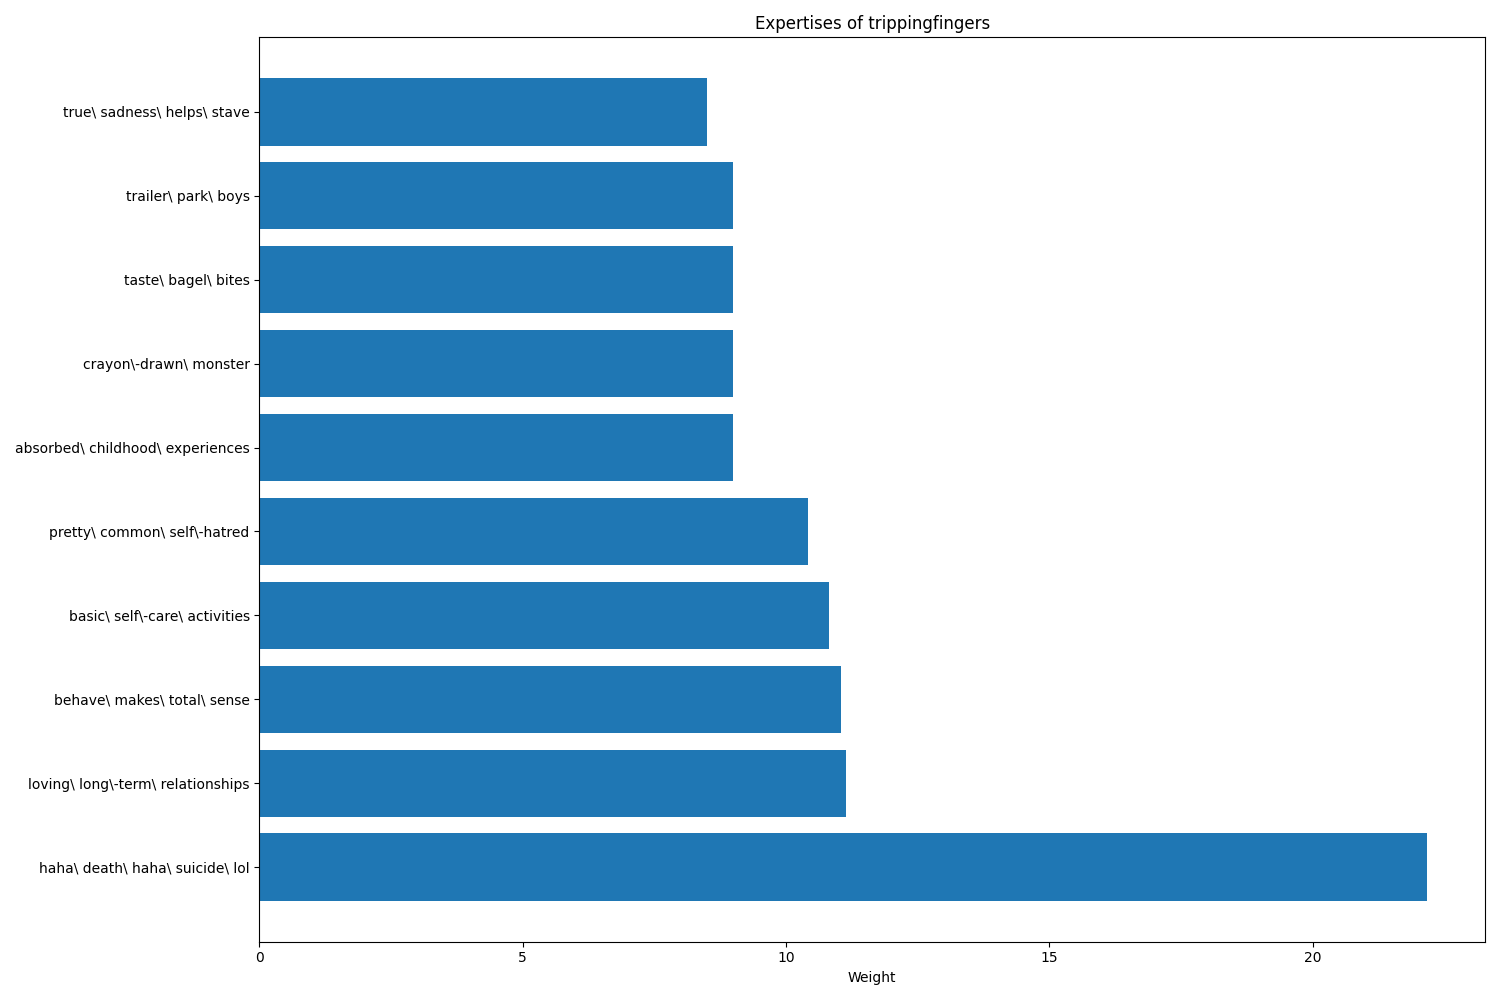 Expertises of trippingfingers
true\ sadness\ helps\ stave
trailer\ park\ boys
taste\ bagel\ bites
crayon\-drawn\ monster
absorbed\ childhood\ experiences
pretty\ common\ self\-hatred
basic\ self\-care\ activities
behave\ makes\ total\ sense
loving\ long\-term\ relationships
haha\ death\ haha\ suicide\ lol
0 5 10 15 20
Weight